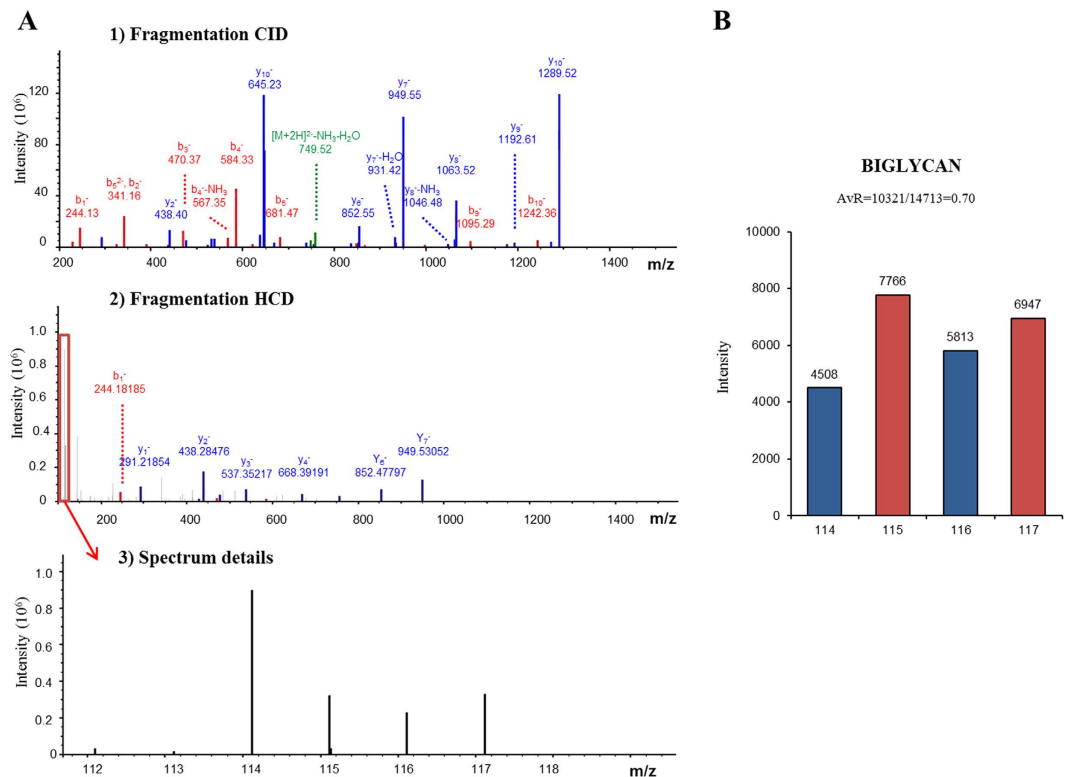 A
1) Fragmentation CID
Intensity (10⁶)
120
80
40
0
b₁⁻
244.13
b₅²⁻, b₂⁻
341.16
y₂⁻
438.40
b₃⁻
470.37
b₄⁻-NH₃
567.35
b₄⁻
584.33
y₁₀⁻
645.23
b₅⁻
681.47
[M+2H]²⁻-NH₃-H₂O
749.52
y₆⁻
852.55
y₇⁻-H₂O
931.42
y₇⁻
949.55
y₈⁻-NH₃
1046.48
y₈⁻
1063.52
b₉⁻
1095.29
y₉⁻
1192.61
b₁₀⁻
1242.36
y₁₀⁻
1289.52
200 400 600 800 1000 1200 1400 m/z
2) Fragmentation HCD
Intensity (10⁶)
1.0
0.8
0.6
0.4
0.2
0
b₁⁻
244.18185
y₁⁻
291.21854
y₂⁻
438.28476
y₃⁻
537.35217
y₄⁻
668.39191
Y₆⁻
852.47797
Y₇⁻
949.53052
200 400 600 800 1000 1200 1400 m/z
3) Spectrum details
Intensity (10⁶)
1.0
0.8
0.6
0.4
0.2
0
112 113 114 115 116 117 118 m/z
B
BIGLYCAN
AvR=10321/14713=0.70
Intensity
10000
8000
6000
4000
2000
0
4508
7766
5813
6947
114 115 116 117